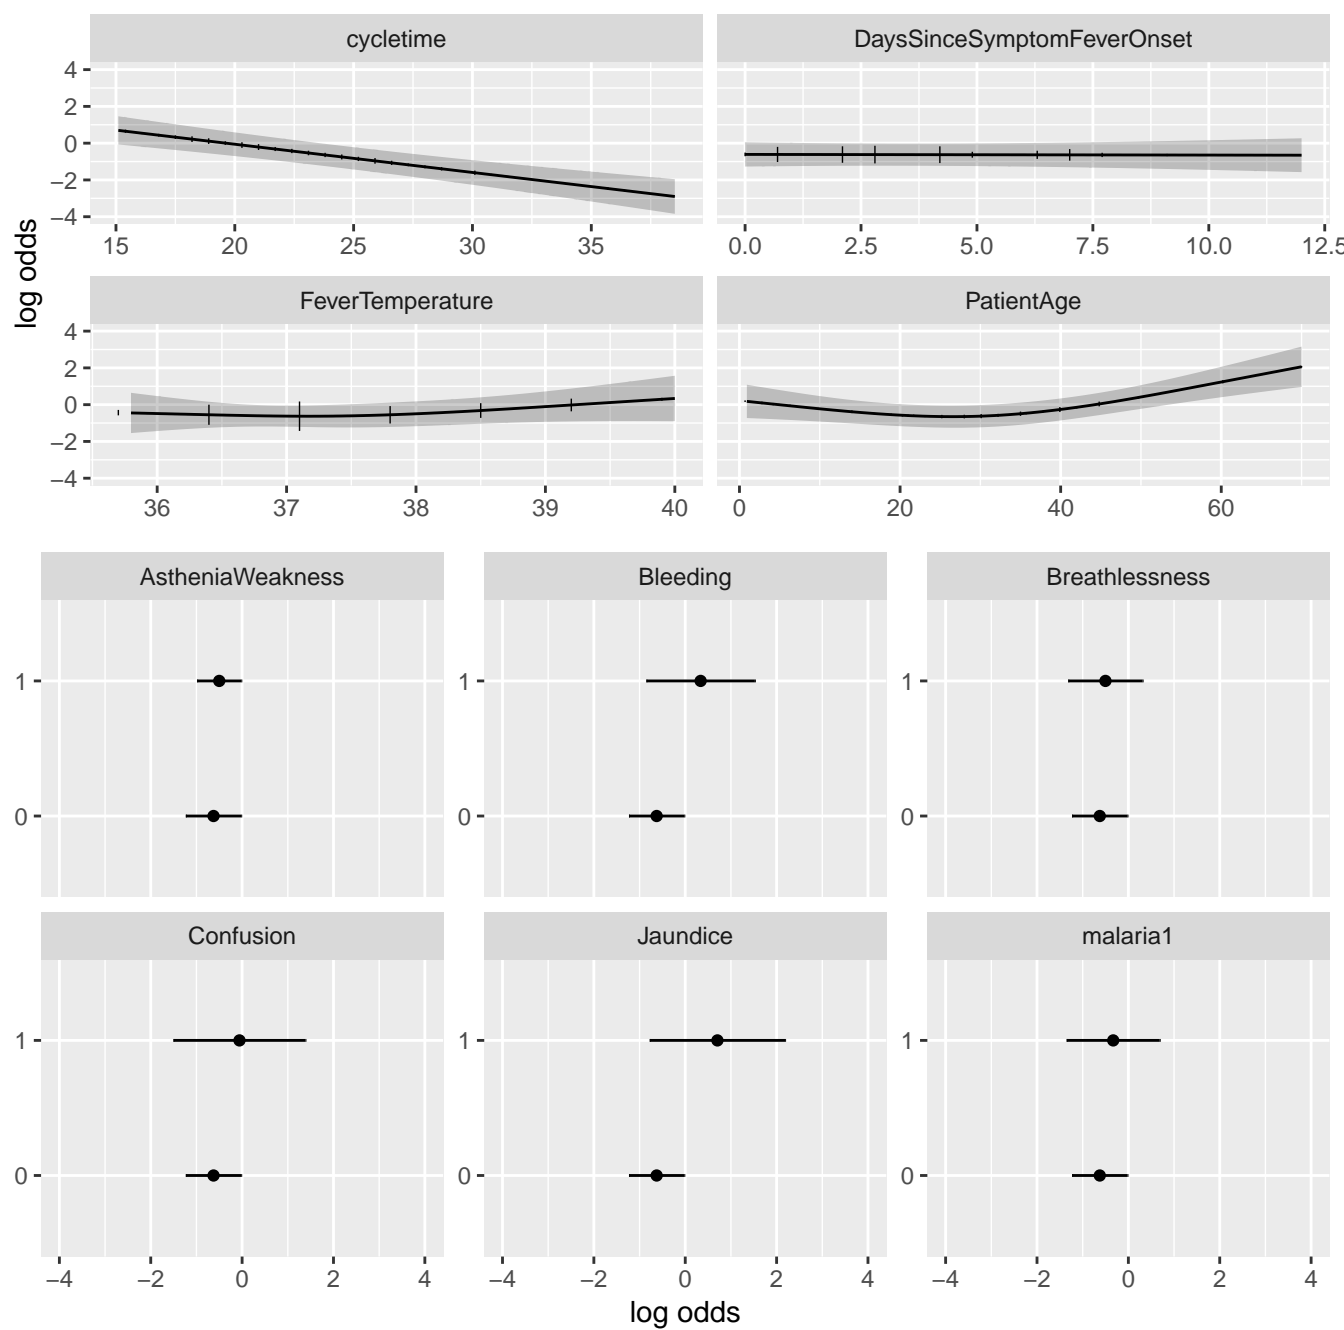 cycletime
DaysSinceSymptomFeverOnset
4
2
0
−2
−4
15 20 25 30 35
0.0 2.5 5.0 7.5 10.0 12.5
log odds
FeverTemperature
PatientAge
4
2
0
−2
−4
36 37 38 39 40
0 20 40 60
AstheniaWeakness
Bleeding
Breathlessness
1
1
1
0
0
0
Confusion
Jaundice
malaria1
1
1
1
0
0
0
−4 −2 0 2 4
−4 −2 0 2 4
−4 −2 0 2 4
log odds